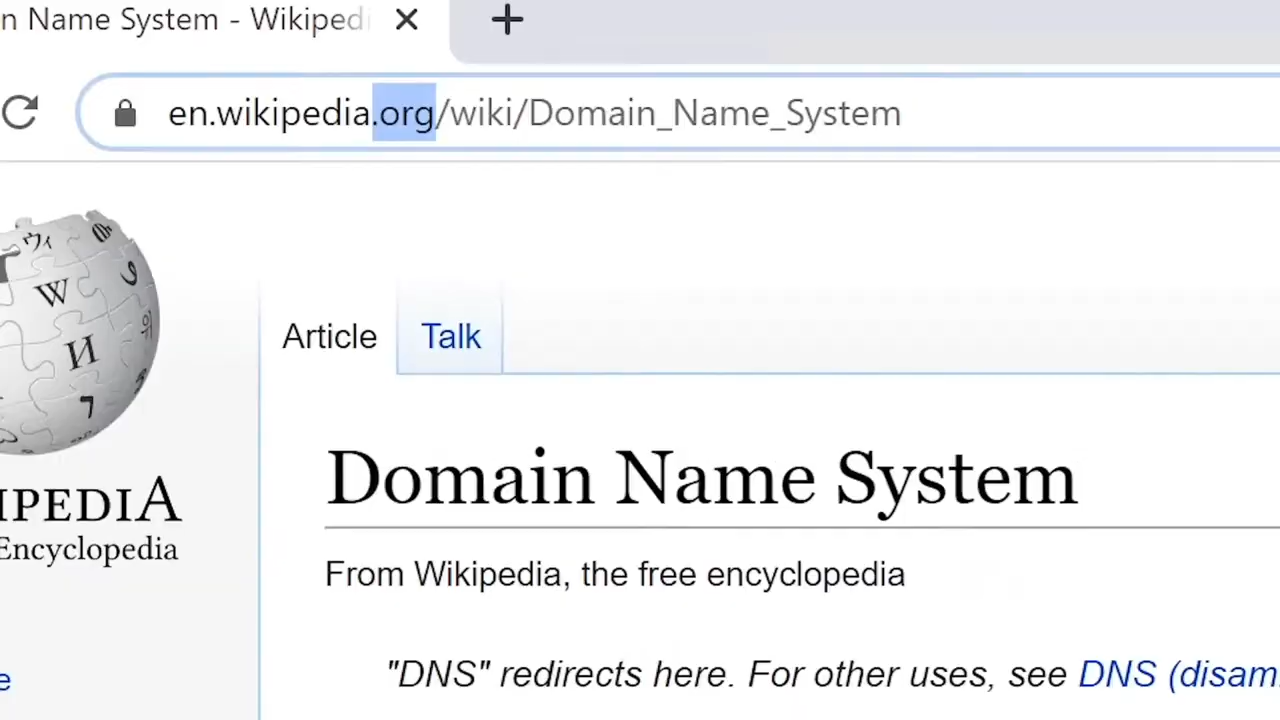 n Name System - Wikipedi
en.wikipedia.org/wiki/Domain_Name_System
Article
Talk
Domain Name System
IPEDIA
Encyclopedia
From Wikipedia, the free encyclopedia
"DNS" redirects here. For other uses, see DNS (disam
e